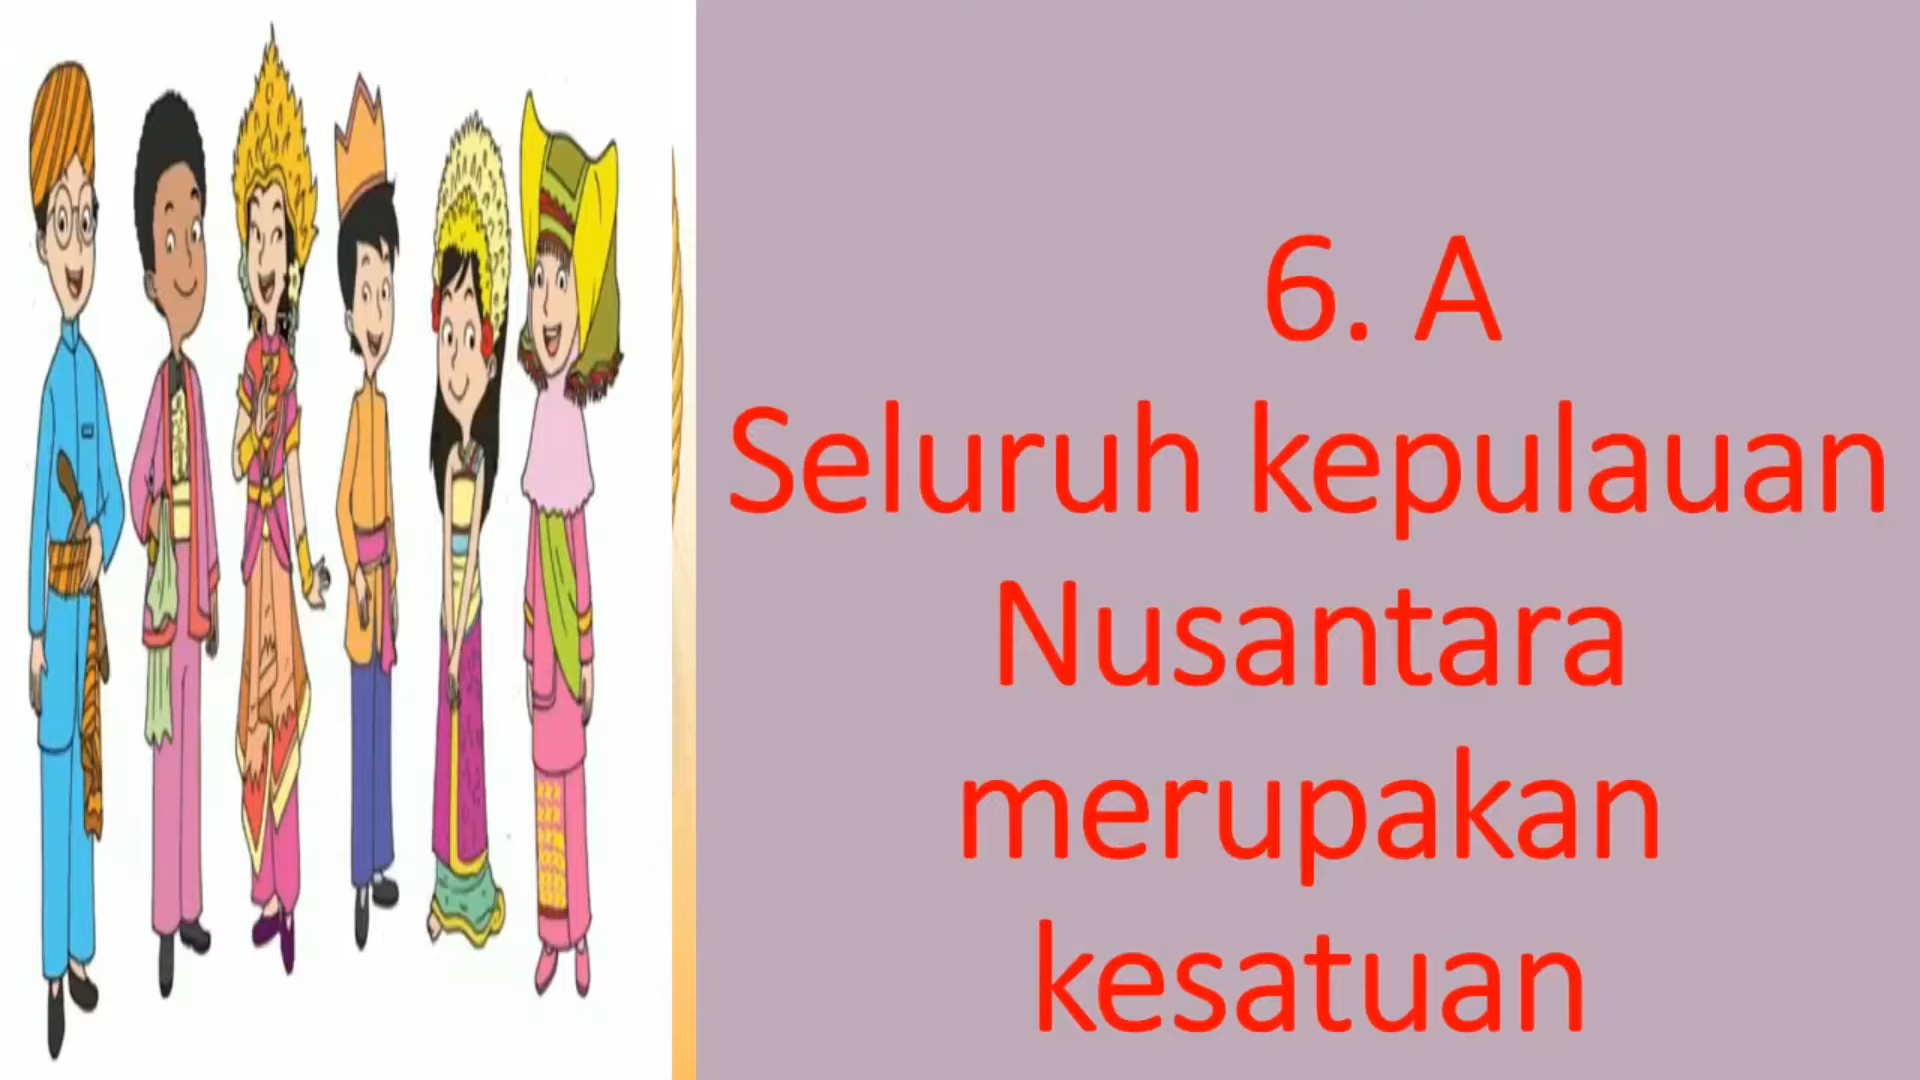 6. A
Seluruh kepulauan
Nusantara
merupakan
kesatuan